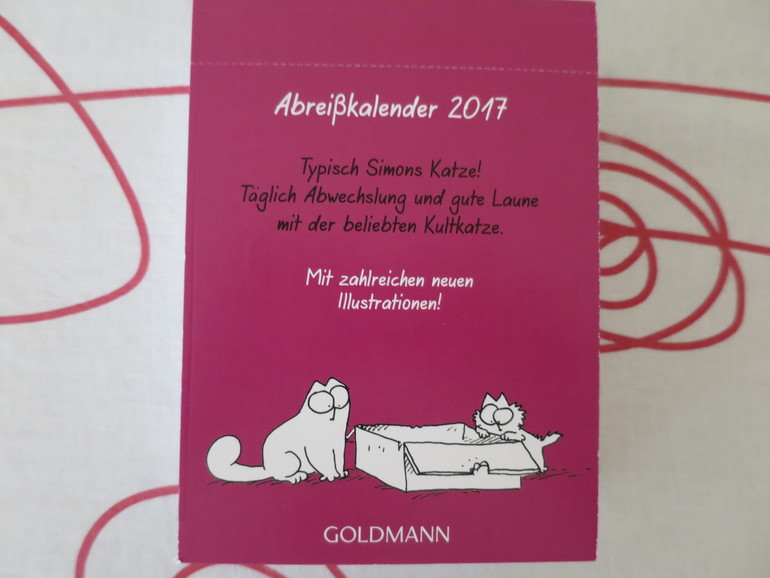 Abreißkalender 2017
Typisch Simons Katze!
Täglich Abwechslung und gute Laune
mit der beliebten Kultkatze.
Mit zahlreichen neuen
Illustrationen!
GOLDMANN